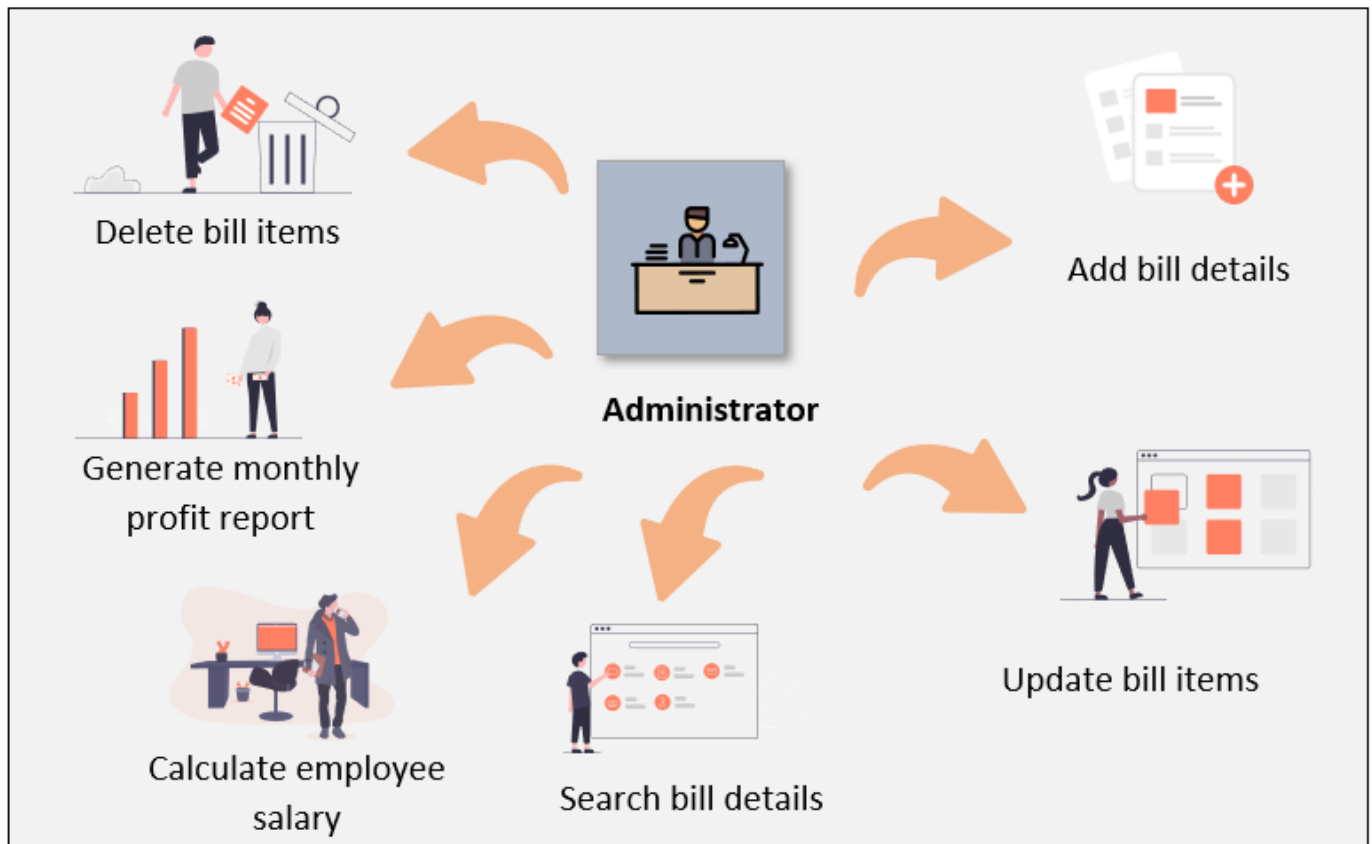 Delete bill items
Add bill details
Administrator
Generate monthly
profit report
Update bill items
Calculate employee
salary
Search bill details